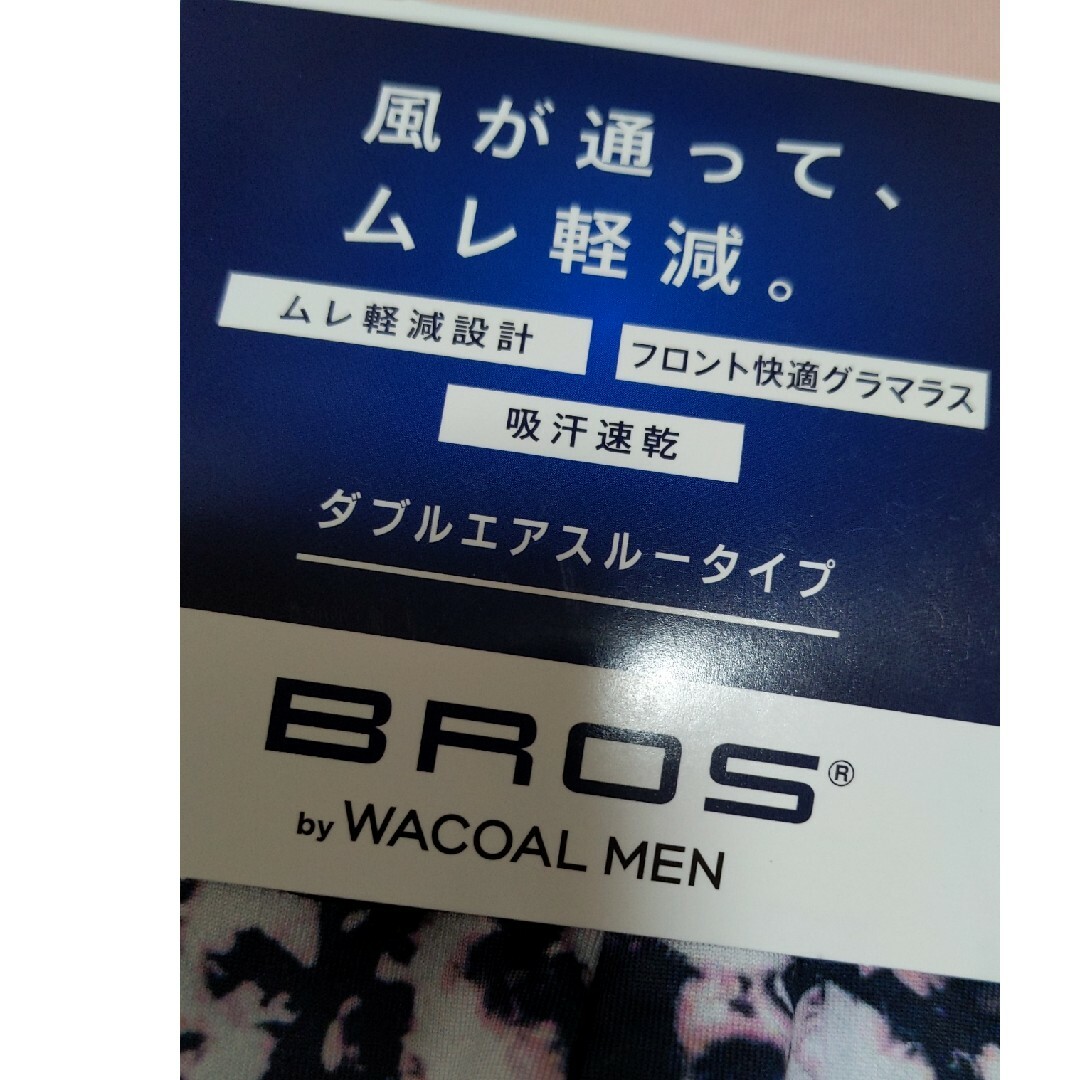 風が通って、
ムレ軽減。
ムレ軽減設計
フロント快適グラマラス
吸汗速乾
ダブルエアスルータイプ
BROS®
by WACOAL MEN